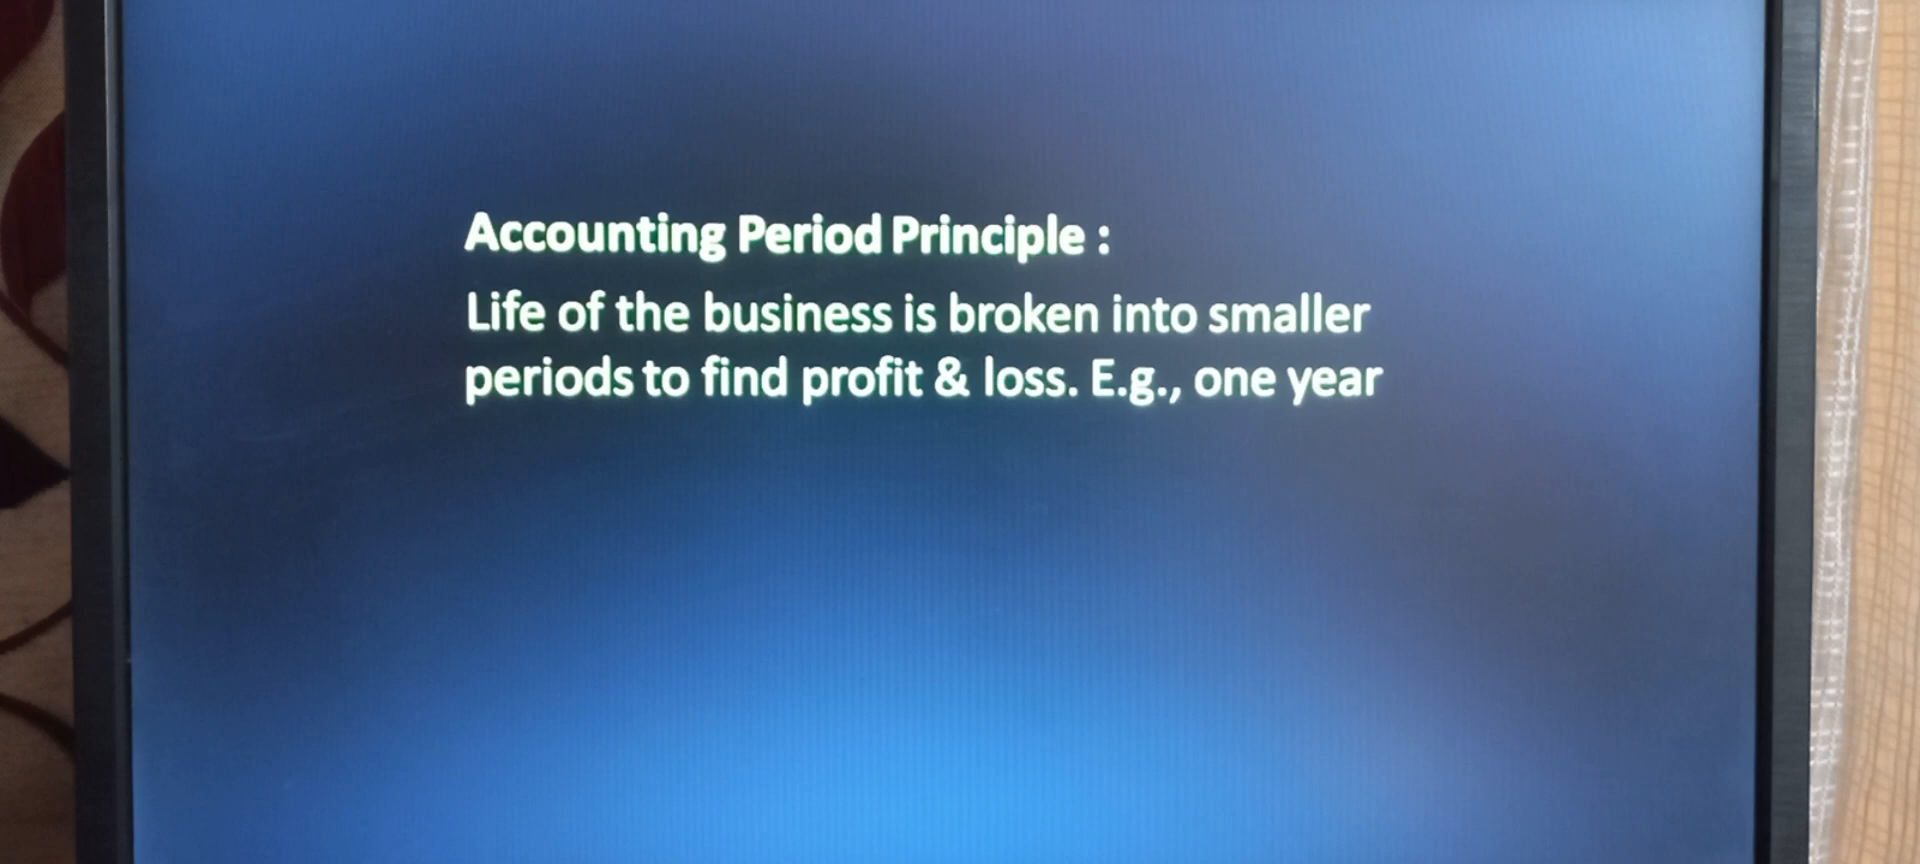 Accounting Period Principle :
Life of the business is broken into smaller
periods to find profit & loss. E.g., one year